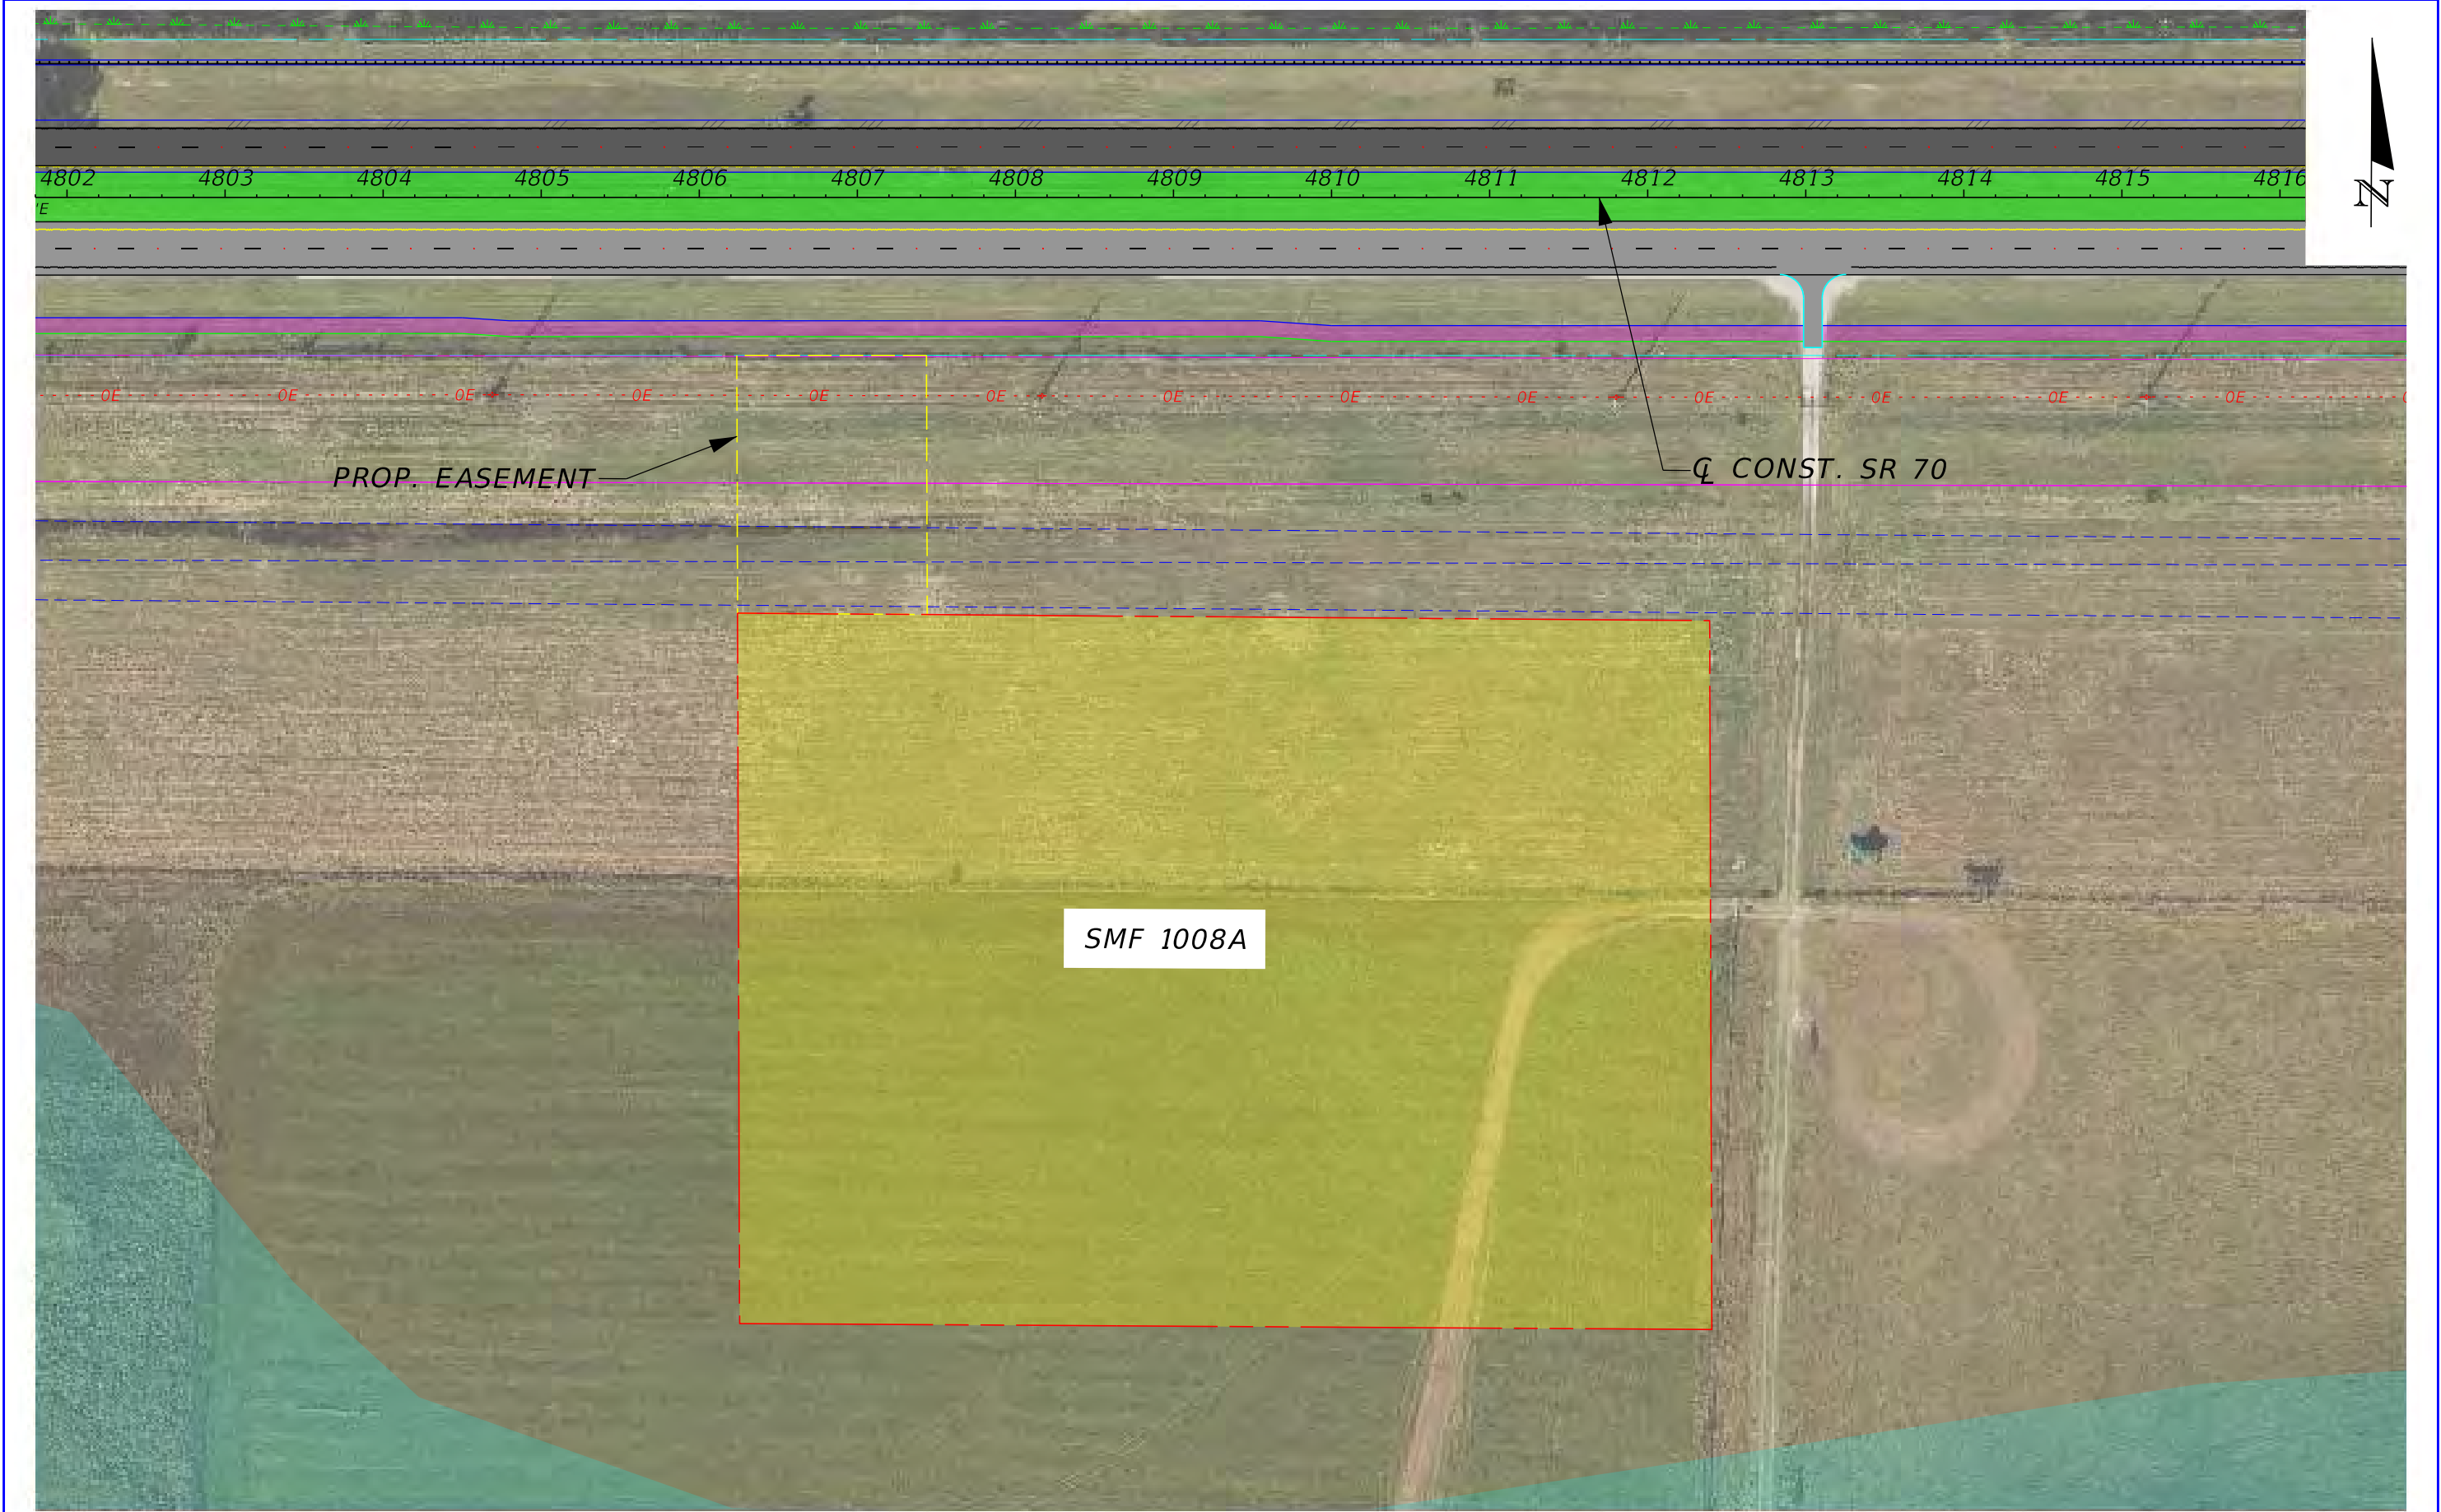 4802 4803 4804 4805 4806 4807 4808 4809 4810 4811 4812 4813 4814 4815 4816
N
'E
OE OE OE OE OE OE OE OE OE OE OE OE OE
PROP. EASEMENT
℄ CONST. SR 70
SMF 1008A